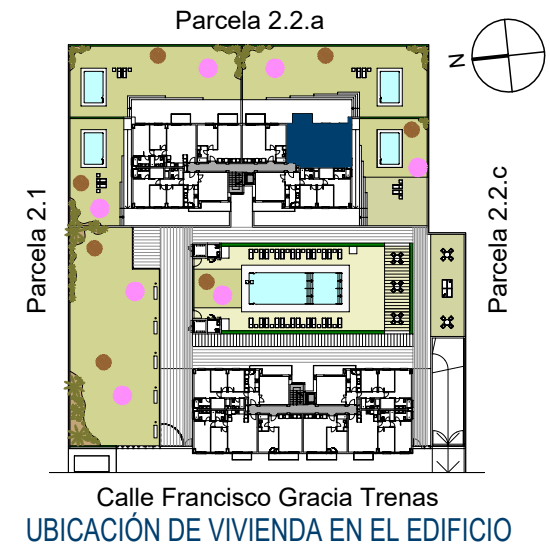 Parcela 2.2.a
N
Parcela 2.1
Parcela 2.2.c
Calle Francisco Gracia Trenas
UBICACIÓN DE VIVIENDA EN EL EDIFICIO